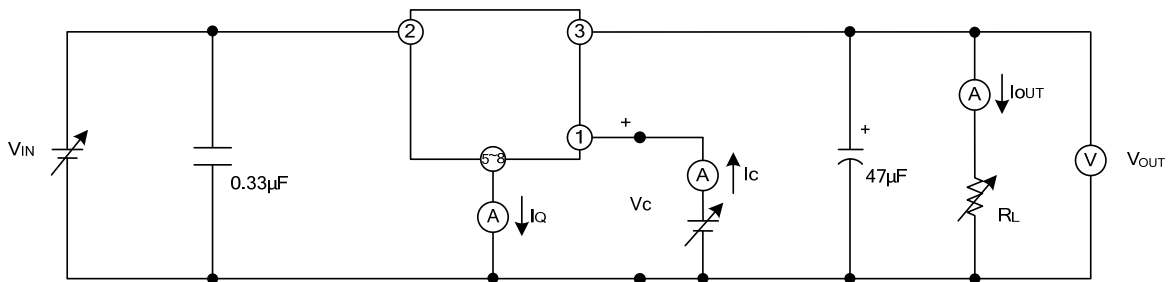 2
3
1
5~8
+
+
A
A
A
V
VIN
0.33μF
IQ
Vc
Ic
47μF
IOUT
RL
VOUT